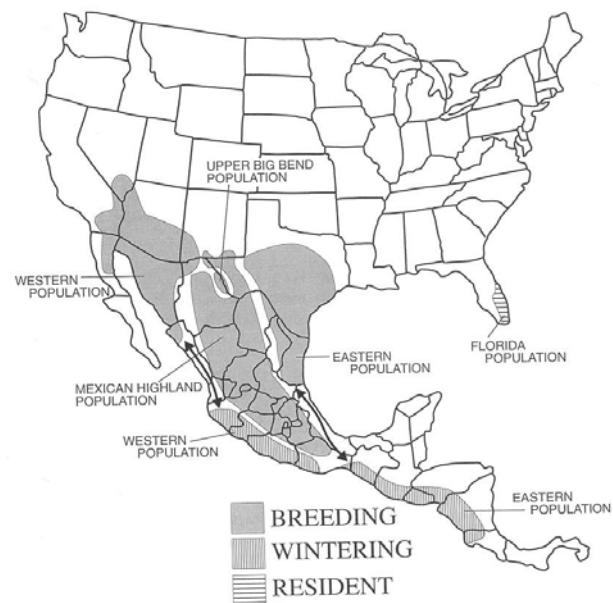 UPPER BIG BEND
POPULATION
WESTERN
POPULATION
FLORIDA
POPULATION
EASTERN
POPULATION
MEXICAN HIGHLAND
POPULATION
WESTERN
POPULATION
EASTERN
POPULATION
BREEDING
WINTERING
RESIDENT